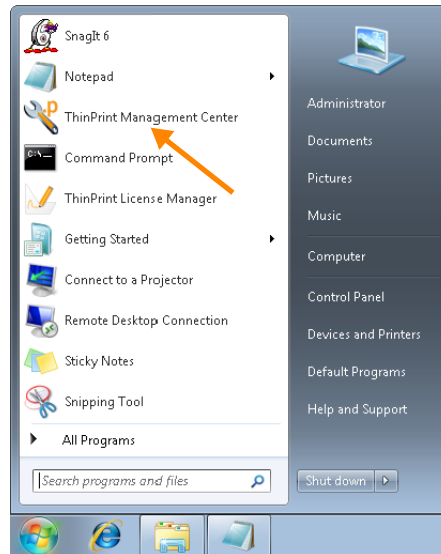 SnagIt 6
Notepad
ThinPrint Management Center
Command Prompt
ThinPrint License Manager
Getting Started
Connect to a Projector
Remote Desktop Connection
Sticky Notes
Snipping Tool
All Programs
Search programs and files
Administrator
Documents
Pictures
Music
Computer
Control Panel
Devices and Printers
Default Programs
Help and Support
Shut down